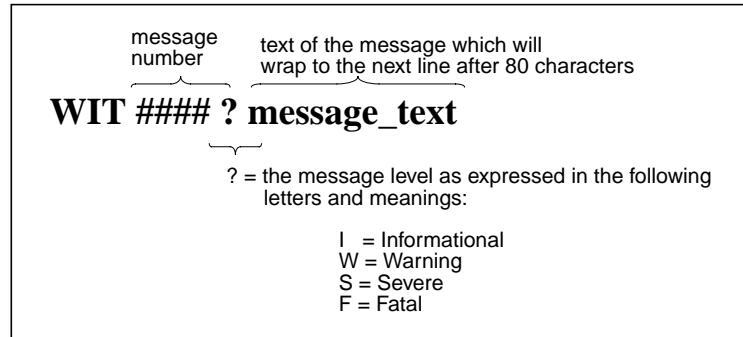 message
number
text of the message which will
wrap to the next line after 80 characters
WIT #### ? message_text
? = the message level as expressed in the following
letters and meanings:
I = Informational
W = Warning
S = Severe
F = Fatal